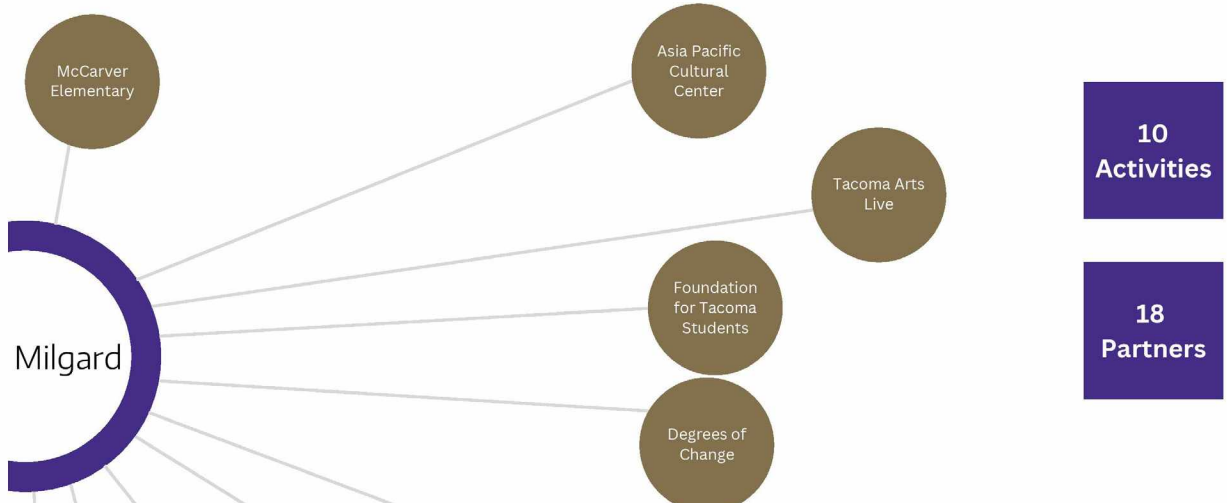 McCarver
Elementary
Asia Pacific
Cultural
Center
10
Activities
Tacoma Arts
Live
Foundation
for Tacoma
Students
18
Partners
Milgard
Degrees of
Change